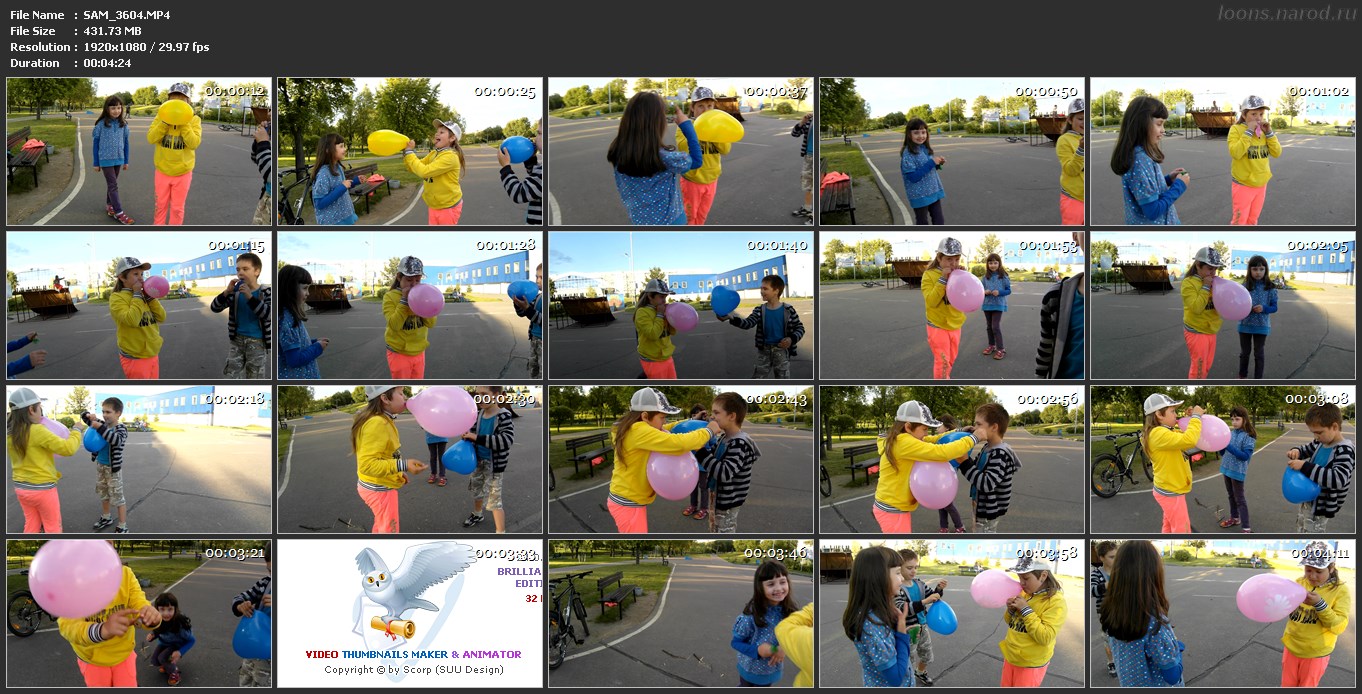 File Name : SAM_3604.MP4
loons.narod.ru
File Size : 431.73 MB
Resolution : 1920x1080 / 29.97 fps
Duration : 00:04:24
00:00:12
00:00:25
00:00:37
00:00:50
00:01:02
00:01:15
00:01:28
00:01:40
00:01:53
00:02:05
00:02:18
00:02:30
00:02:43
00:02:56
00:03:08
00:03:21
BRILLIA
EDIT
32
VIDEO THUMBNAILS MAKER & ANIMATOR
Copyright © by Scorp (SUU Design)
00:03:46
00:03:58
00:04:11